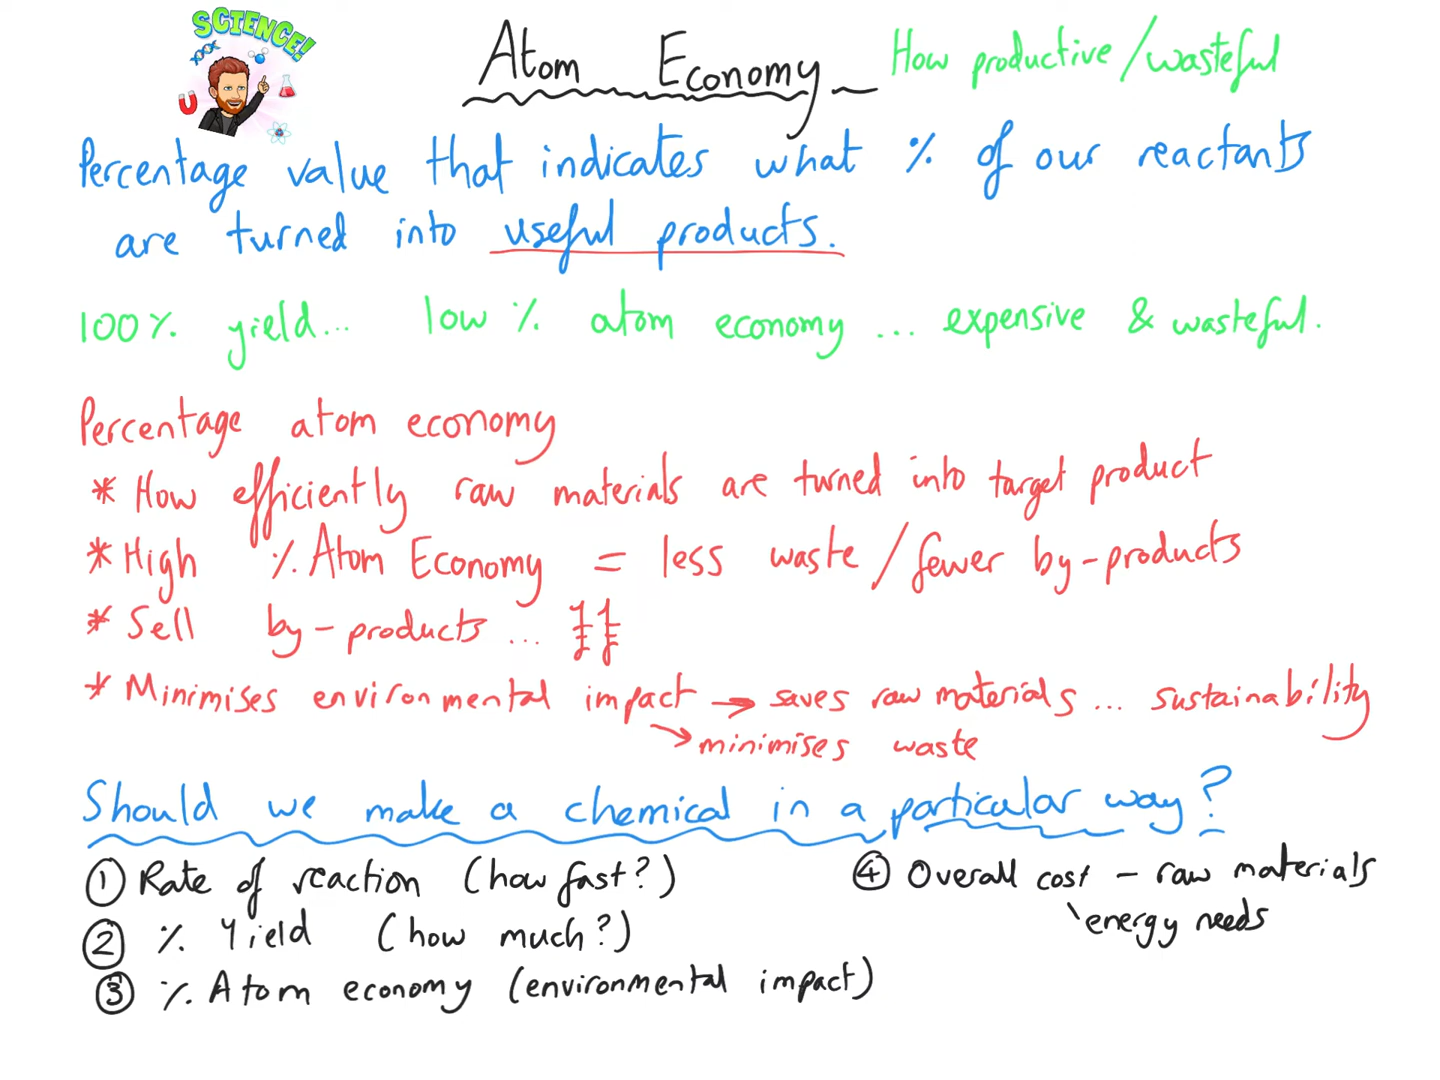 SCIENCE!
Atom Economy
How productive/wasteful
Percentage value that indicates what % of our reactants
are turned into useful products.
100% yield... low % atom economy ... expensive & wasteful.
Percentage atom economy
* How efficiently raw materials are turned into target product
* High % Atom Economy = less waste/fewer by-products
* Sell by-products ... ££
* Minimises environmental impact → saves raw materials ... sustainability
→ minimises waste
Should we make a chemical in a particular way?
① Rate of reaction (how fast?)
② % Yield (how much?)
③ % Atom economy (environmental impact)
④ Overall cost - raw materials
energy needs